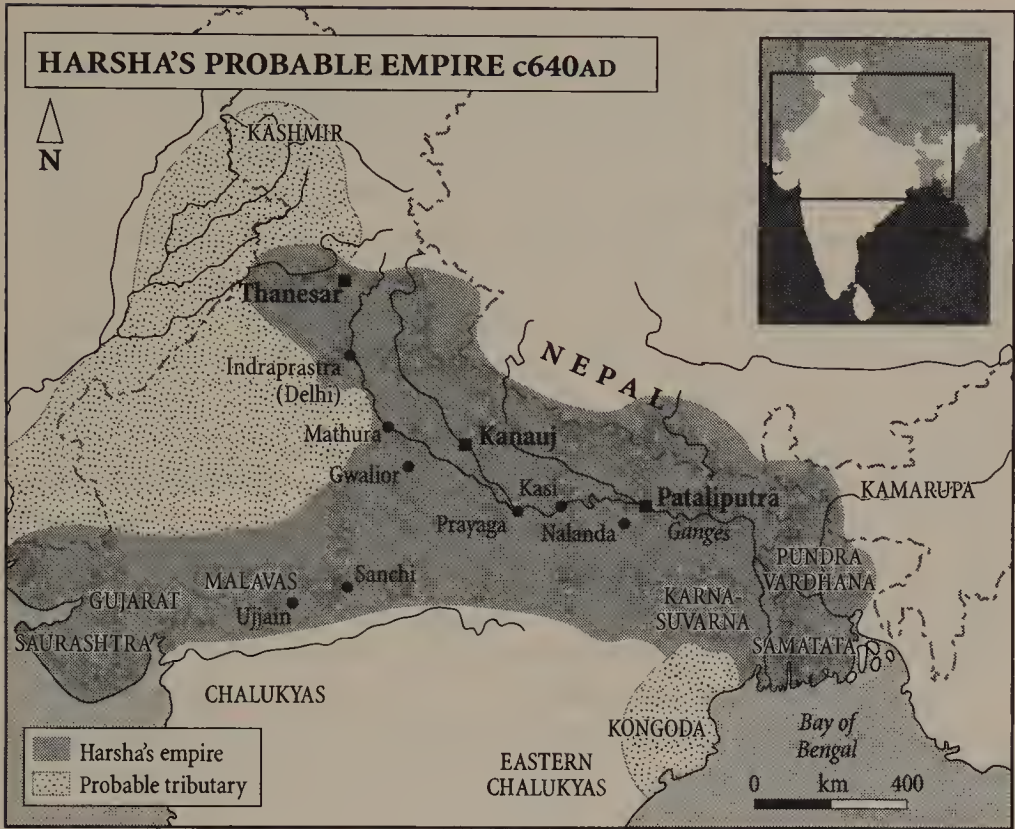 HARSHA'S PROBABLE EMPIRE c640AD
N
KASHMIR
Thanesar
Indraprastra
(Delhi)
NEPAL
Mathura
Kanauj
Gwalior
Kasi
Pataliputra
KAMARUPA
Prayaga
Nalanda
Ganges
PUNDRA
VARDHANA
MALAVAS
Sanchi
GUJARAT
Ujjain
KARNA-
SUVARNA
SAURASHTRA
SAMATATA
CHALUKYAS
KONGODA
Bay of
Bengal
EASTERN
CHALUKYAS
Harsha's empire
Probable tributary
0 km 400